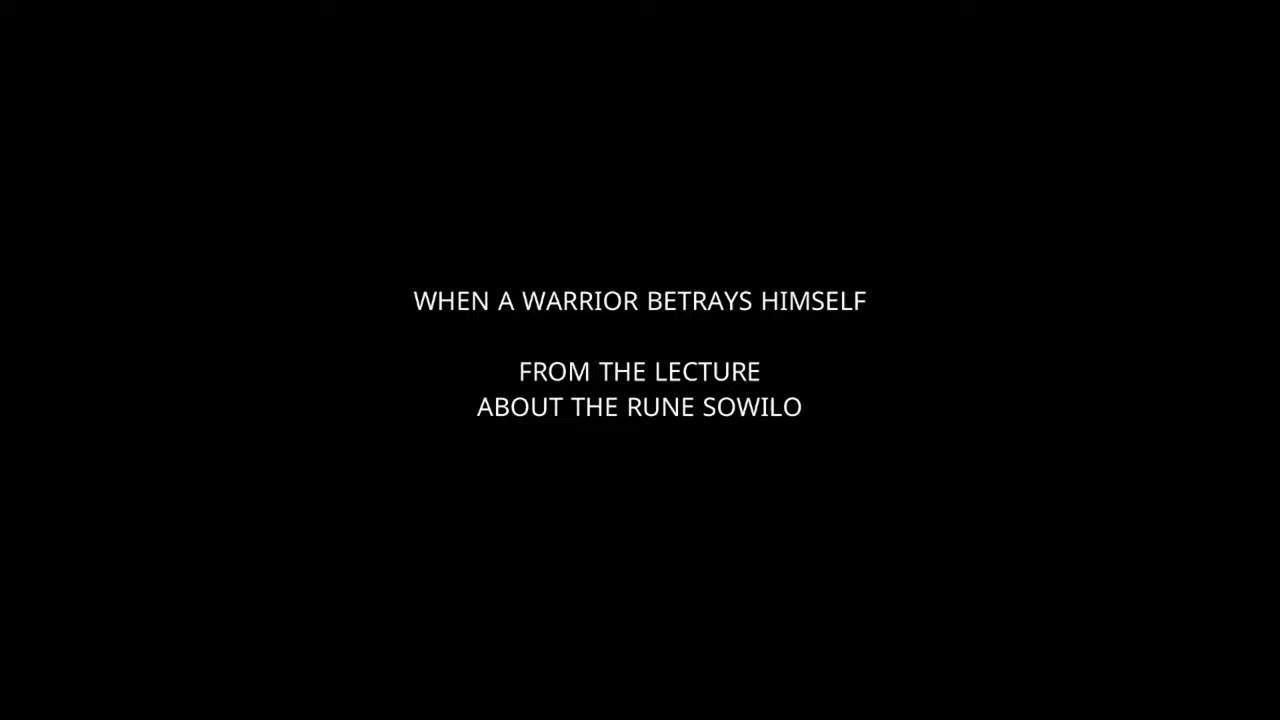 WHEN A WARRIOR BETRAYS HIMSELF
FROM THE LECTURE
ABOUT THE RUNE SOWILO